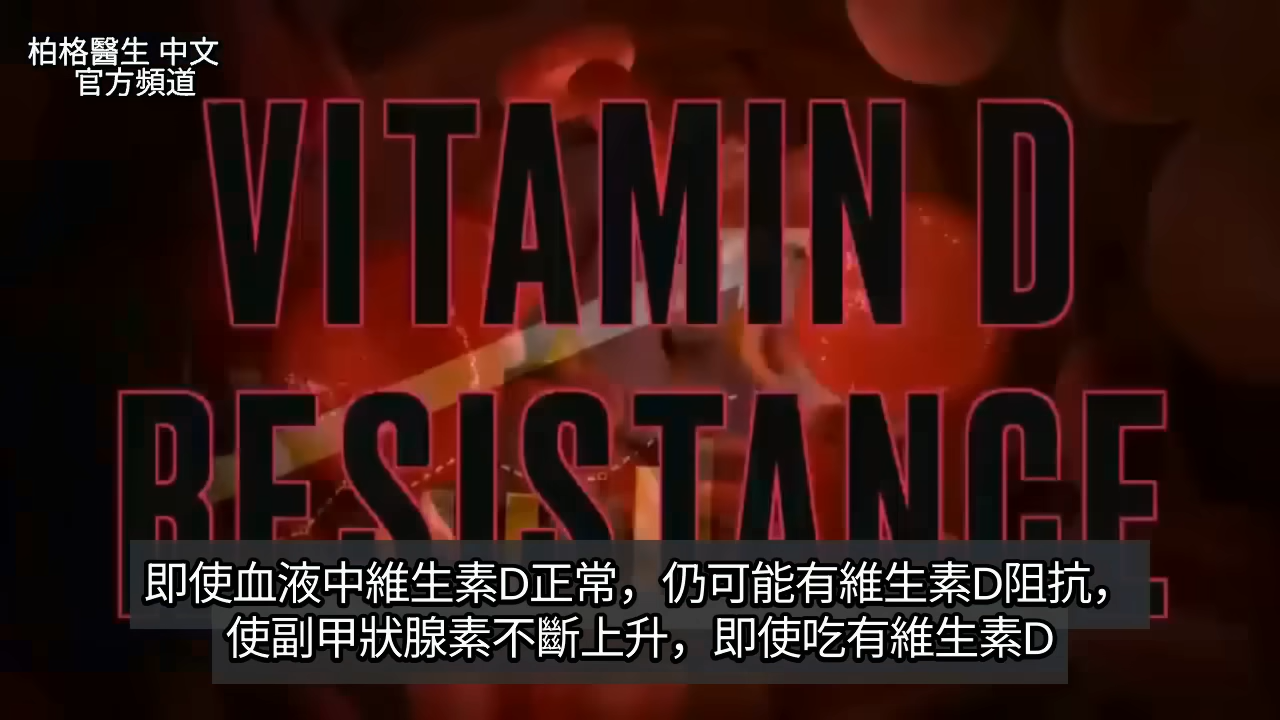 柏格醫生 中文
官方頻道
VITAMIN D
RESISTANCE
即使血液中維生素D正常，仍可能有維生素D阻抗，
使副甲狀腺素不斷上升，即使吃有維生素D